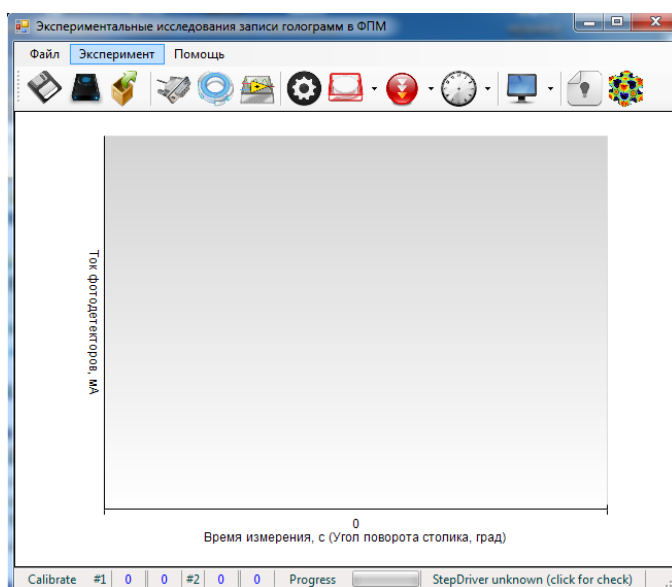 Экспериментальные исследования записи голограмм в ФПМ
Файл Эксперимент Помощь
Ток фотодетекторов, мА
0
Время измерения, с (Угол поворота столика, град)
Calibrate #1 0 0 #2 0 0 Progress StepDriver unknown (click for check)